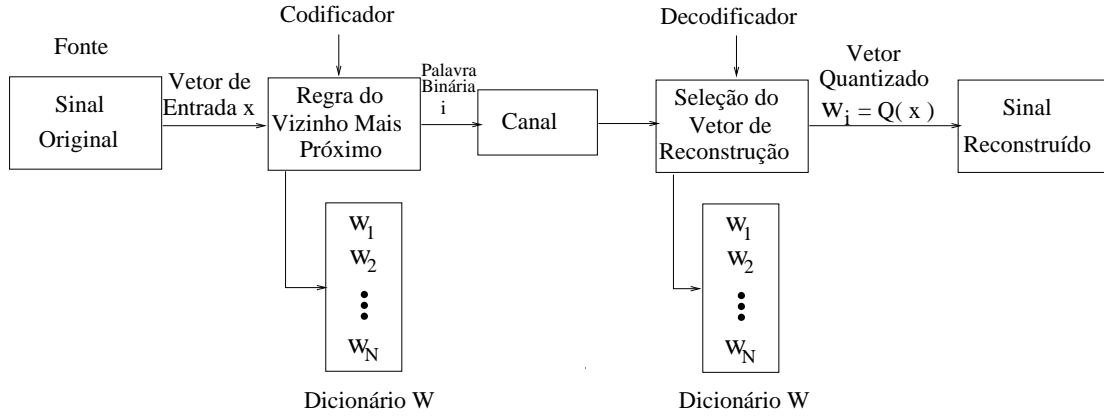 Fonte
Sinal
Original
Vetor de
Entrada x
Codificador
Regra do
Vizinho Mais
Próximo
Palavra
Binária
i
Canal
Decodificador
Seleção do
Vetor de
Reconstrução
Vetor
Quantizado
W_i = Q( x )
Sinal
Reconstruído
W_1
W_2
W_N
Dicionário W
W_1
W_2
W_N
Dicionário W